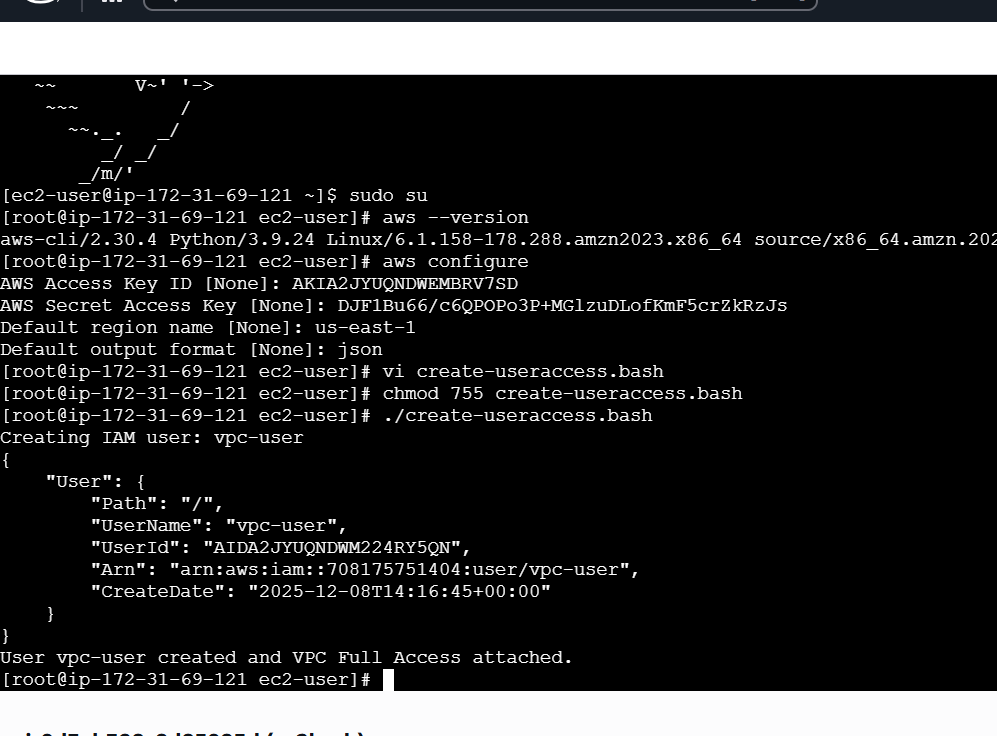 ~~ V~' '->
~~~ /
~~._. _/
_/ _/
_/m/'
[ec2-user@ip-172-31-69-121 ~]$ sudo su
[root@ip-172-31-69-121 ec2-user]# aws --version
aws-cli/2.30.4 Python/3.9.24 Linux/6.1.158-178.288.amzn2023.x86_64 source/x86_64.amzn.202
[root@ip-172-31-69-121 ec2-user]# aws configure
AWS Access Key ID [None]: AKIA2JYUQNDWEMBRV7SD
AWS Secret Access Key [None]: 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
Default region name [None]: us-east-1
Default output format [None]: json
[root@ip-172-31-69-121 ec2-user]# vi create-useraccess.bash
[root@ip-172-31-69-121 ec2-user]# chmod 755 create-useraccess.bash
[root@ip-172-31-69-121 ec2-user]# ./create-useraccess.bash
Creating IAM user: vpc-user
{
    "User": {
        "Path": "/",
        "UserName": "vpc-user",
        "UserId": "AIDA2JYUQNDWM224RY5QN",
        "Arn": "arn:aws:iam::708175751404:user/vpc-user",
        "CreateDate": "2025-12-08T14:16:45+00:00"
    }
}
User vpc-user created and VPC Full Access attached.
[root@ip-172-31-69-121 ec2-user]#